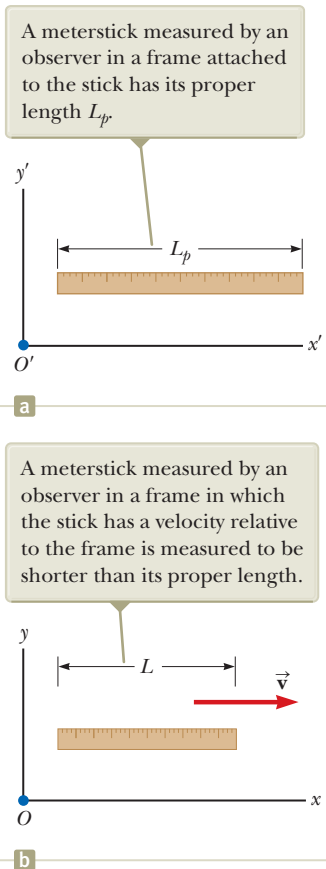 A meterstick measured by an
observer in a frame attached
to the stick has its proper
length Lp.
y′
Lp
x′
O′
a
A meterstick measured by an
observer in a frame in which
the stick has a velocity relative
to the frame is measured to be
shorter than its proper length.
y
L
v⃗
x
O
b